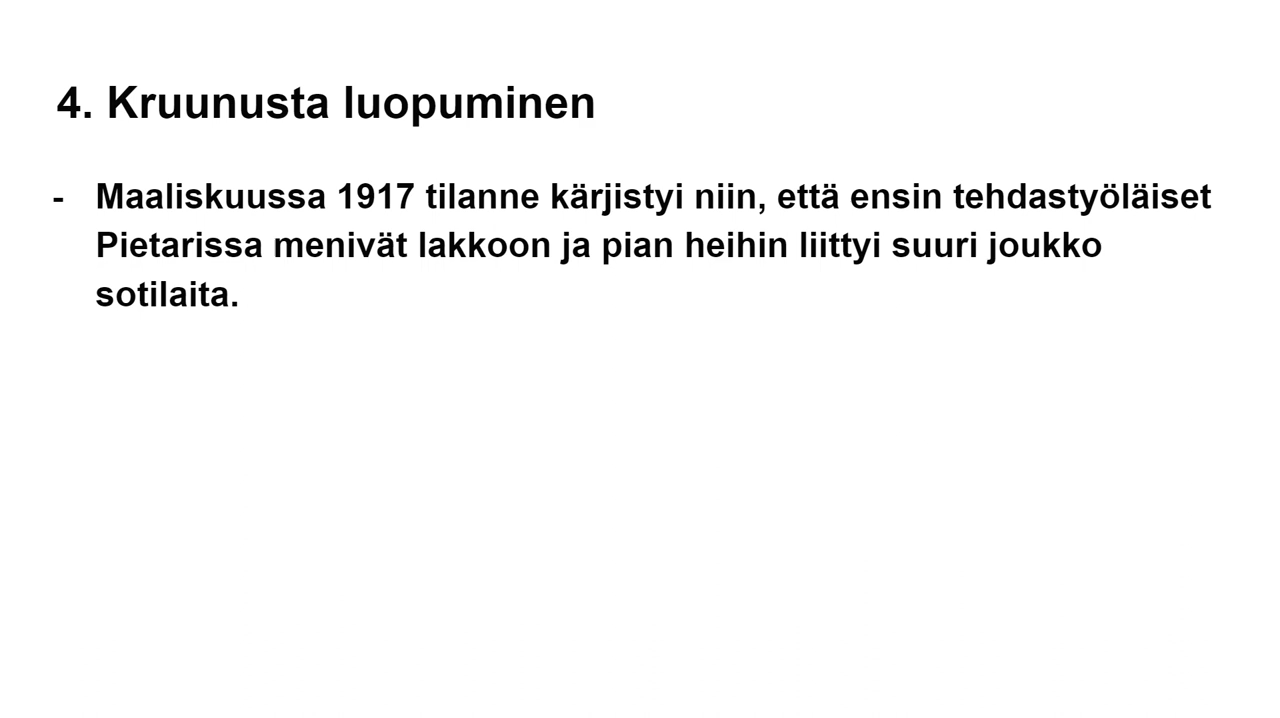 4. Kruunusta luopuminen
- Maaliskuussa 1917 tilanne kärjistyi niin, että ensin tehdastyöläiset
Pietarissa menivät lakkoon ja pian heihin liittyi suuri joukko
sotilaita.